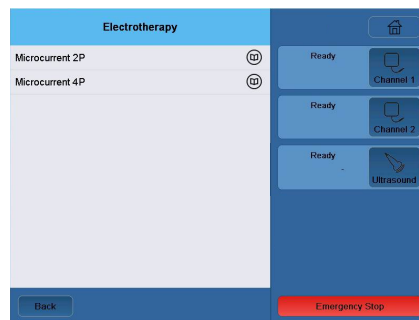 Electrotherapy
Microcurrent 2P
Microcurrent 4P
Ready
Channel 1
Ready
Channel 2
Ready
-
Ultrasound
Back
Emergency Stop